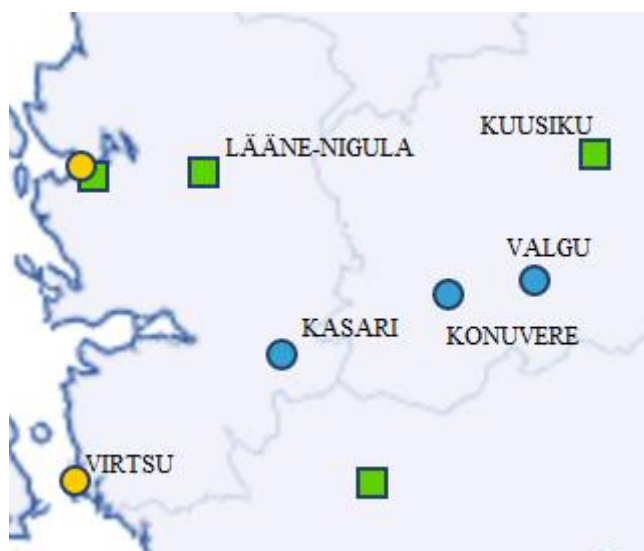 KUUSIKU
LÄÄNE-NIGULA
VALGU
KASARI
KONUVERE
VIRTSU